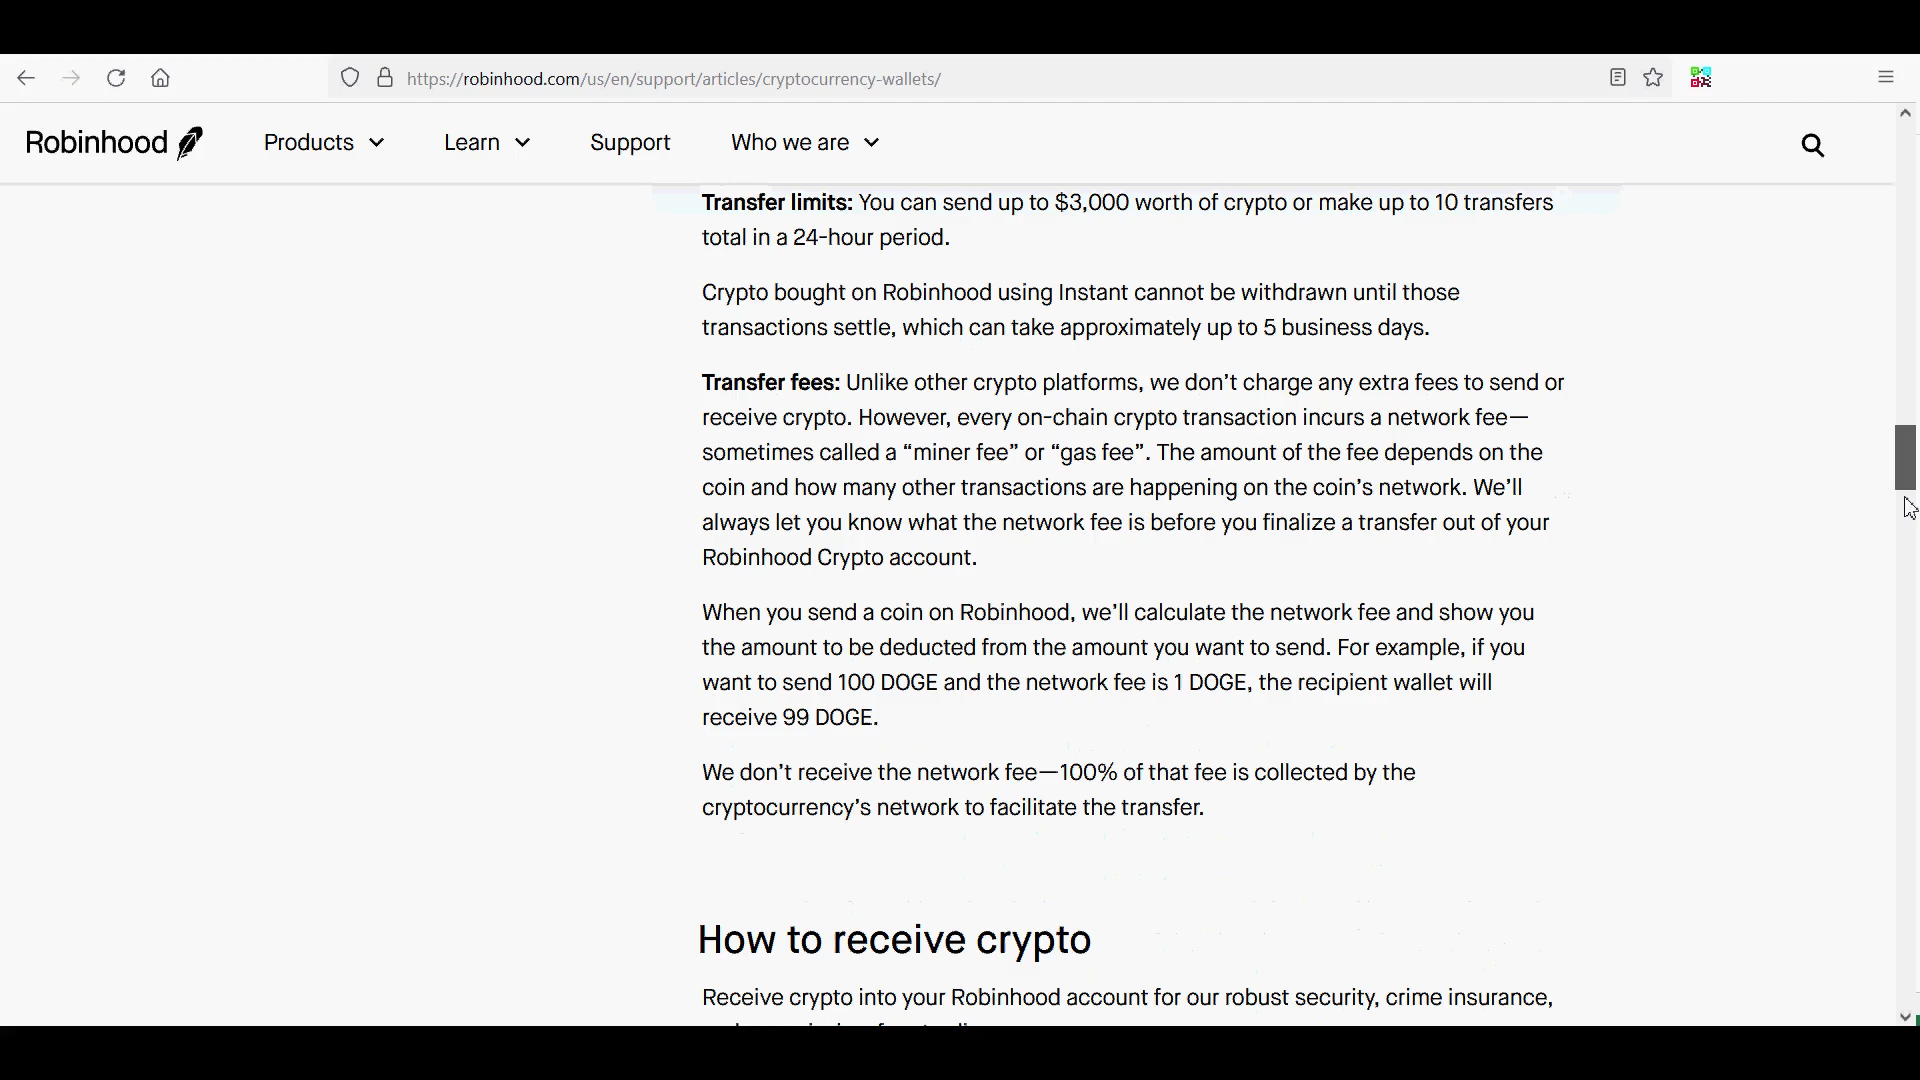 https://robinhood.com/us/en/support/articles/cryptocurrency-wallets/
Robinhood Products Learn Support Who we are
Transfer limits: You can send up to $3,000 worth of crypto or make up to 10 transfers
total in a 24-hour period.
Crypto bought on Robinhood using Instant cannot be withdrawn until those
transactions settle, which can take approximately up to 5 business days.
Transfer fees: Unlike other crypto platforms, we don’t charge any extra fees to send or
receive crypto. However, every on-chain crypto transaction incurs a network fee—
sometimes called a “miner fee” or “gas fee”. The amount of the fee depends on the
coin and how many other transactions are happening on the coin’s network. We’ll
always let you know what the network fee is before you finalize a transfer out of your
Robinhood Crypto account.
When you send a coin on Robinhood, we’ll calculate the network fee and show you
the amount to be deducted from the amount you want to send. For example, if you
want to send 100 DOGE and the network fee is 1 DOGE, the recipient wallet will
receive 99 DOGE.
We don’t receive the network fee—100% of that fee is collected by the
cryptocurrency’s network to facilitate the transfer.
How to receive crypto
Receive crypto into your Robinhood account for our robust security, crime insurance,